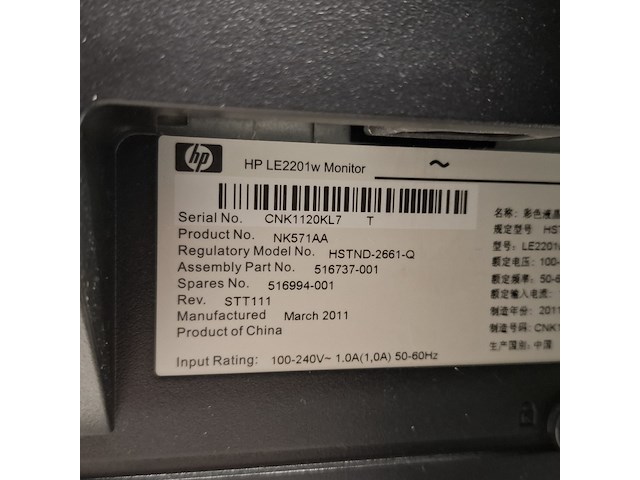 hp
HP LE2201w Monitor
~
Serial No. CNK1120KL7 T
Product No. NK571AA
Regulatory Model No. HSTND-2661-Q
Assembly Part No. 516737-001
Spares No. 516994-001
Rev. STT111
Manufactured March 2011
Product of China
Input Rating: 100-240V~ 1.0A(1,0A) 50-60Hz
名称: 彩色液晶
规定型号 HS
型号: LE2201
额定电压: 100-
额定频率: 50-6
额定输入电流:
制造年份: 2011
制造号码: CNK1
生产国别: 中国